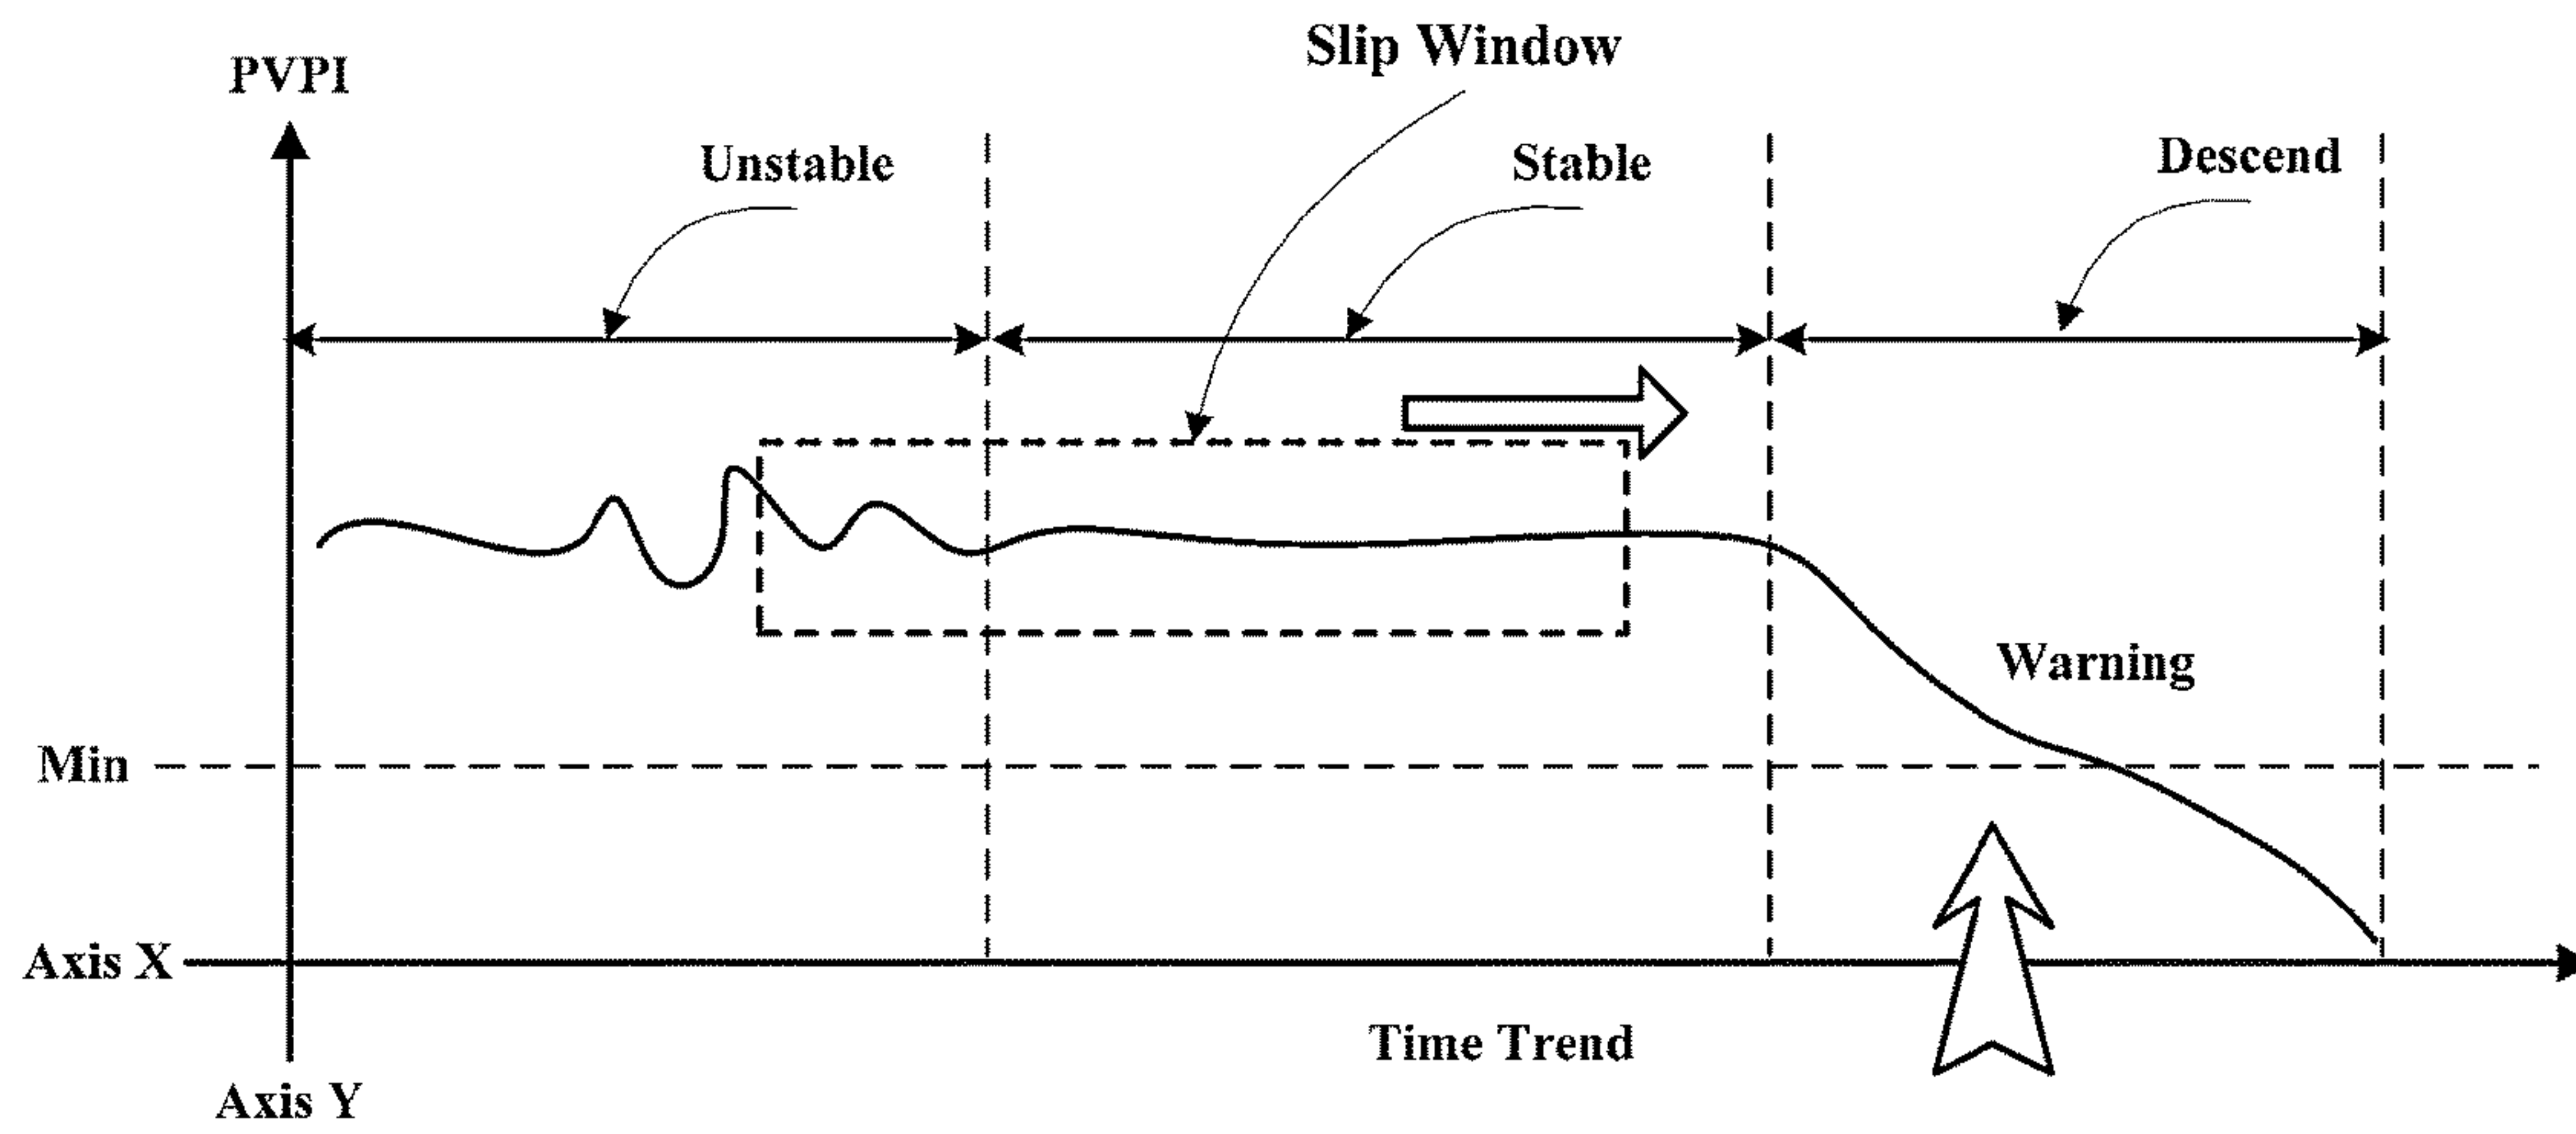 Slip Window
PVPI
Unstable
Stable
Descend
Warning
Min
Axis X
Time Trend
Axis Y